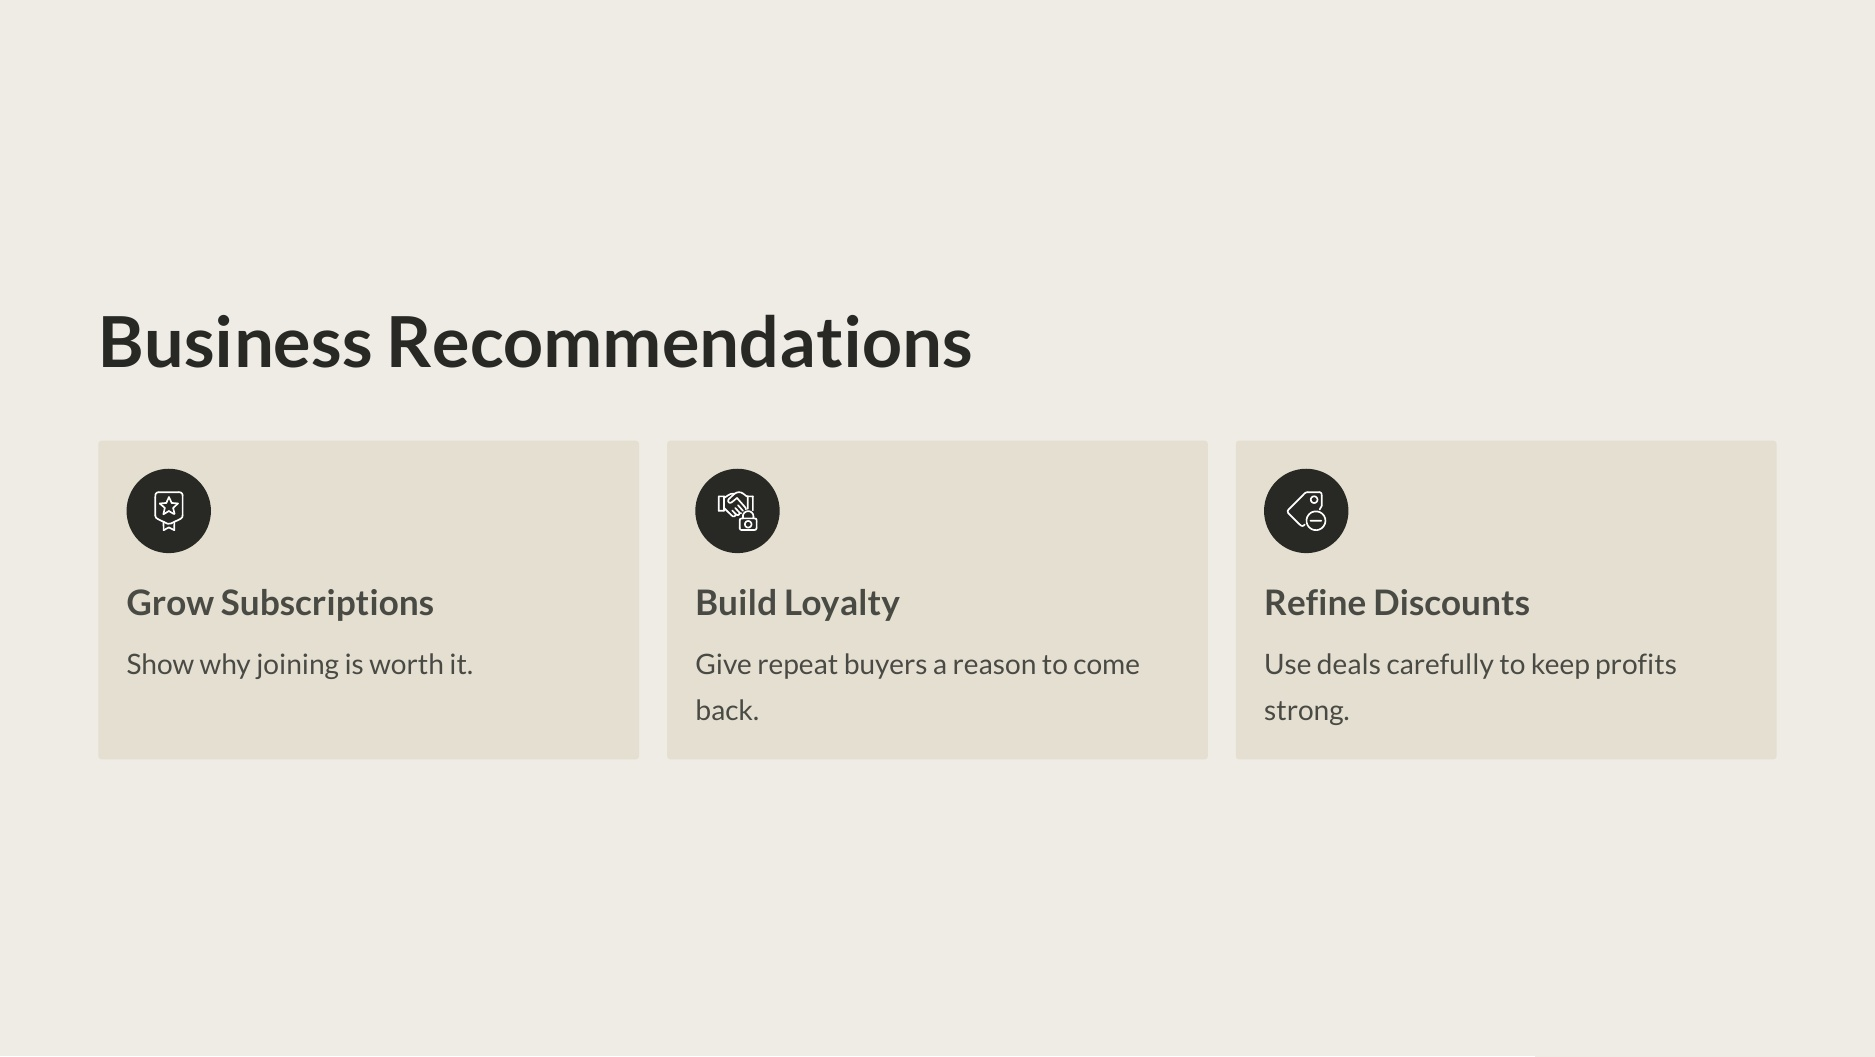 Business Recommendations
Grow Subscriptions
Show why joining is worth it.
Build Loyalty
Give repeat buyers a reason to come
back.
Refine Discounts
Use deals carefully to keep profits
strong.